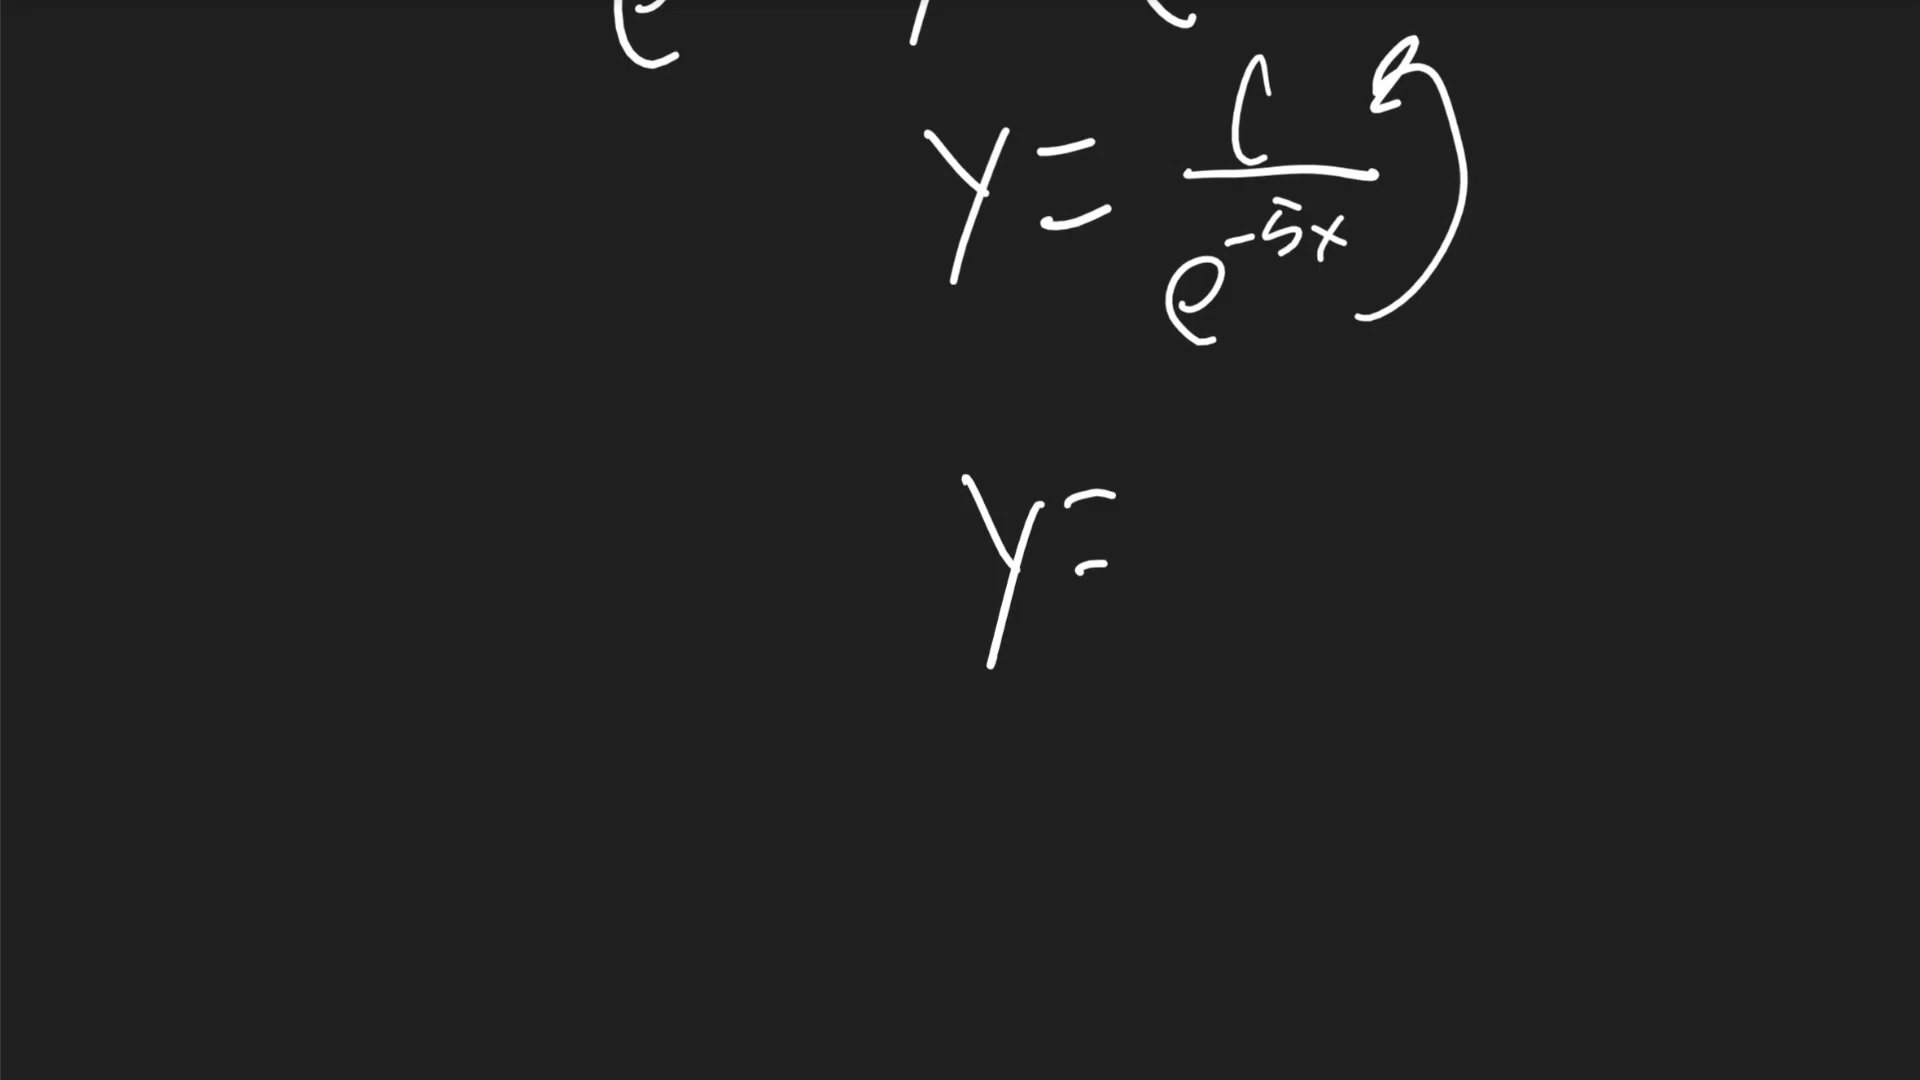 y = C / e^{-5x}
y =